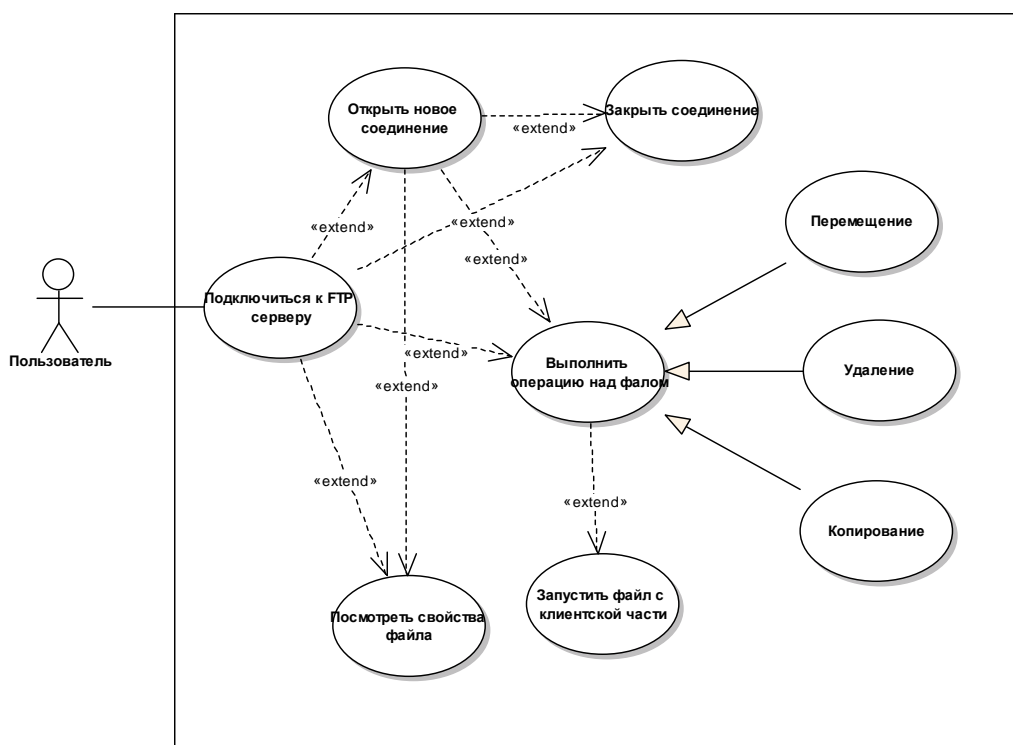 Открыть новое
соединение
«extend»
Закрыть соединение
«extend»
«extend»
«extend»
Перемещение
Подключиться к FTP
серверу
Пользователь
«extend»
Выполнить
операцию над фалом
Удаление
«extend»
«extend»
«extend»
Копирование
Посмотреть свойства
файла
Запустить файл с
клиентской части